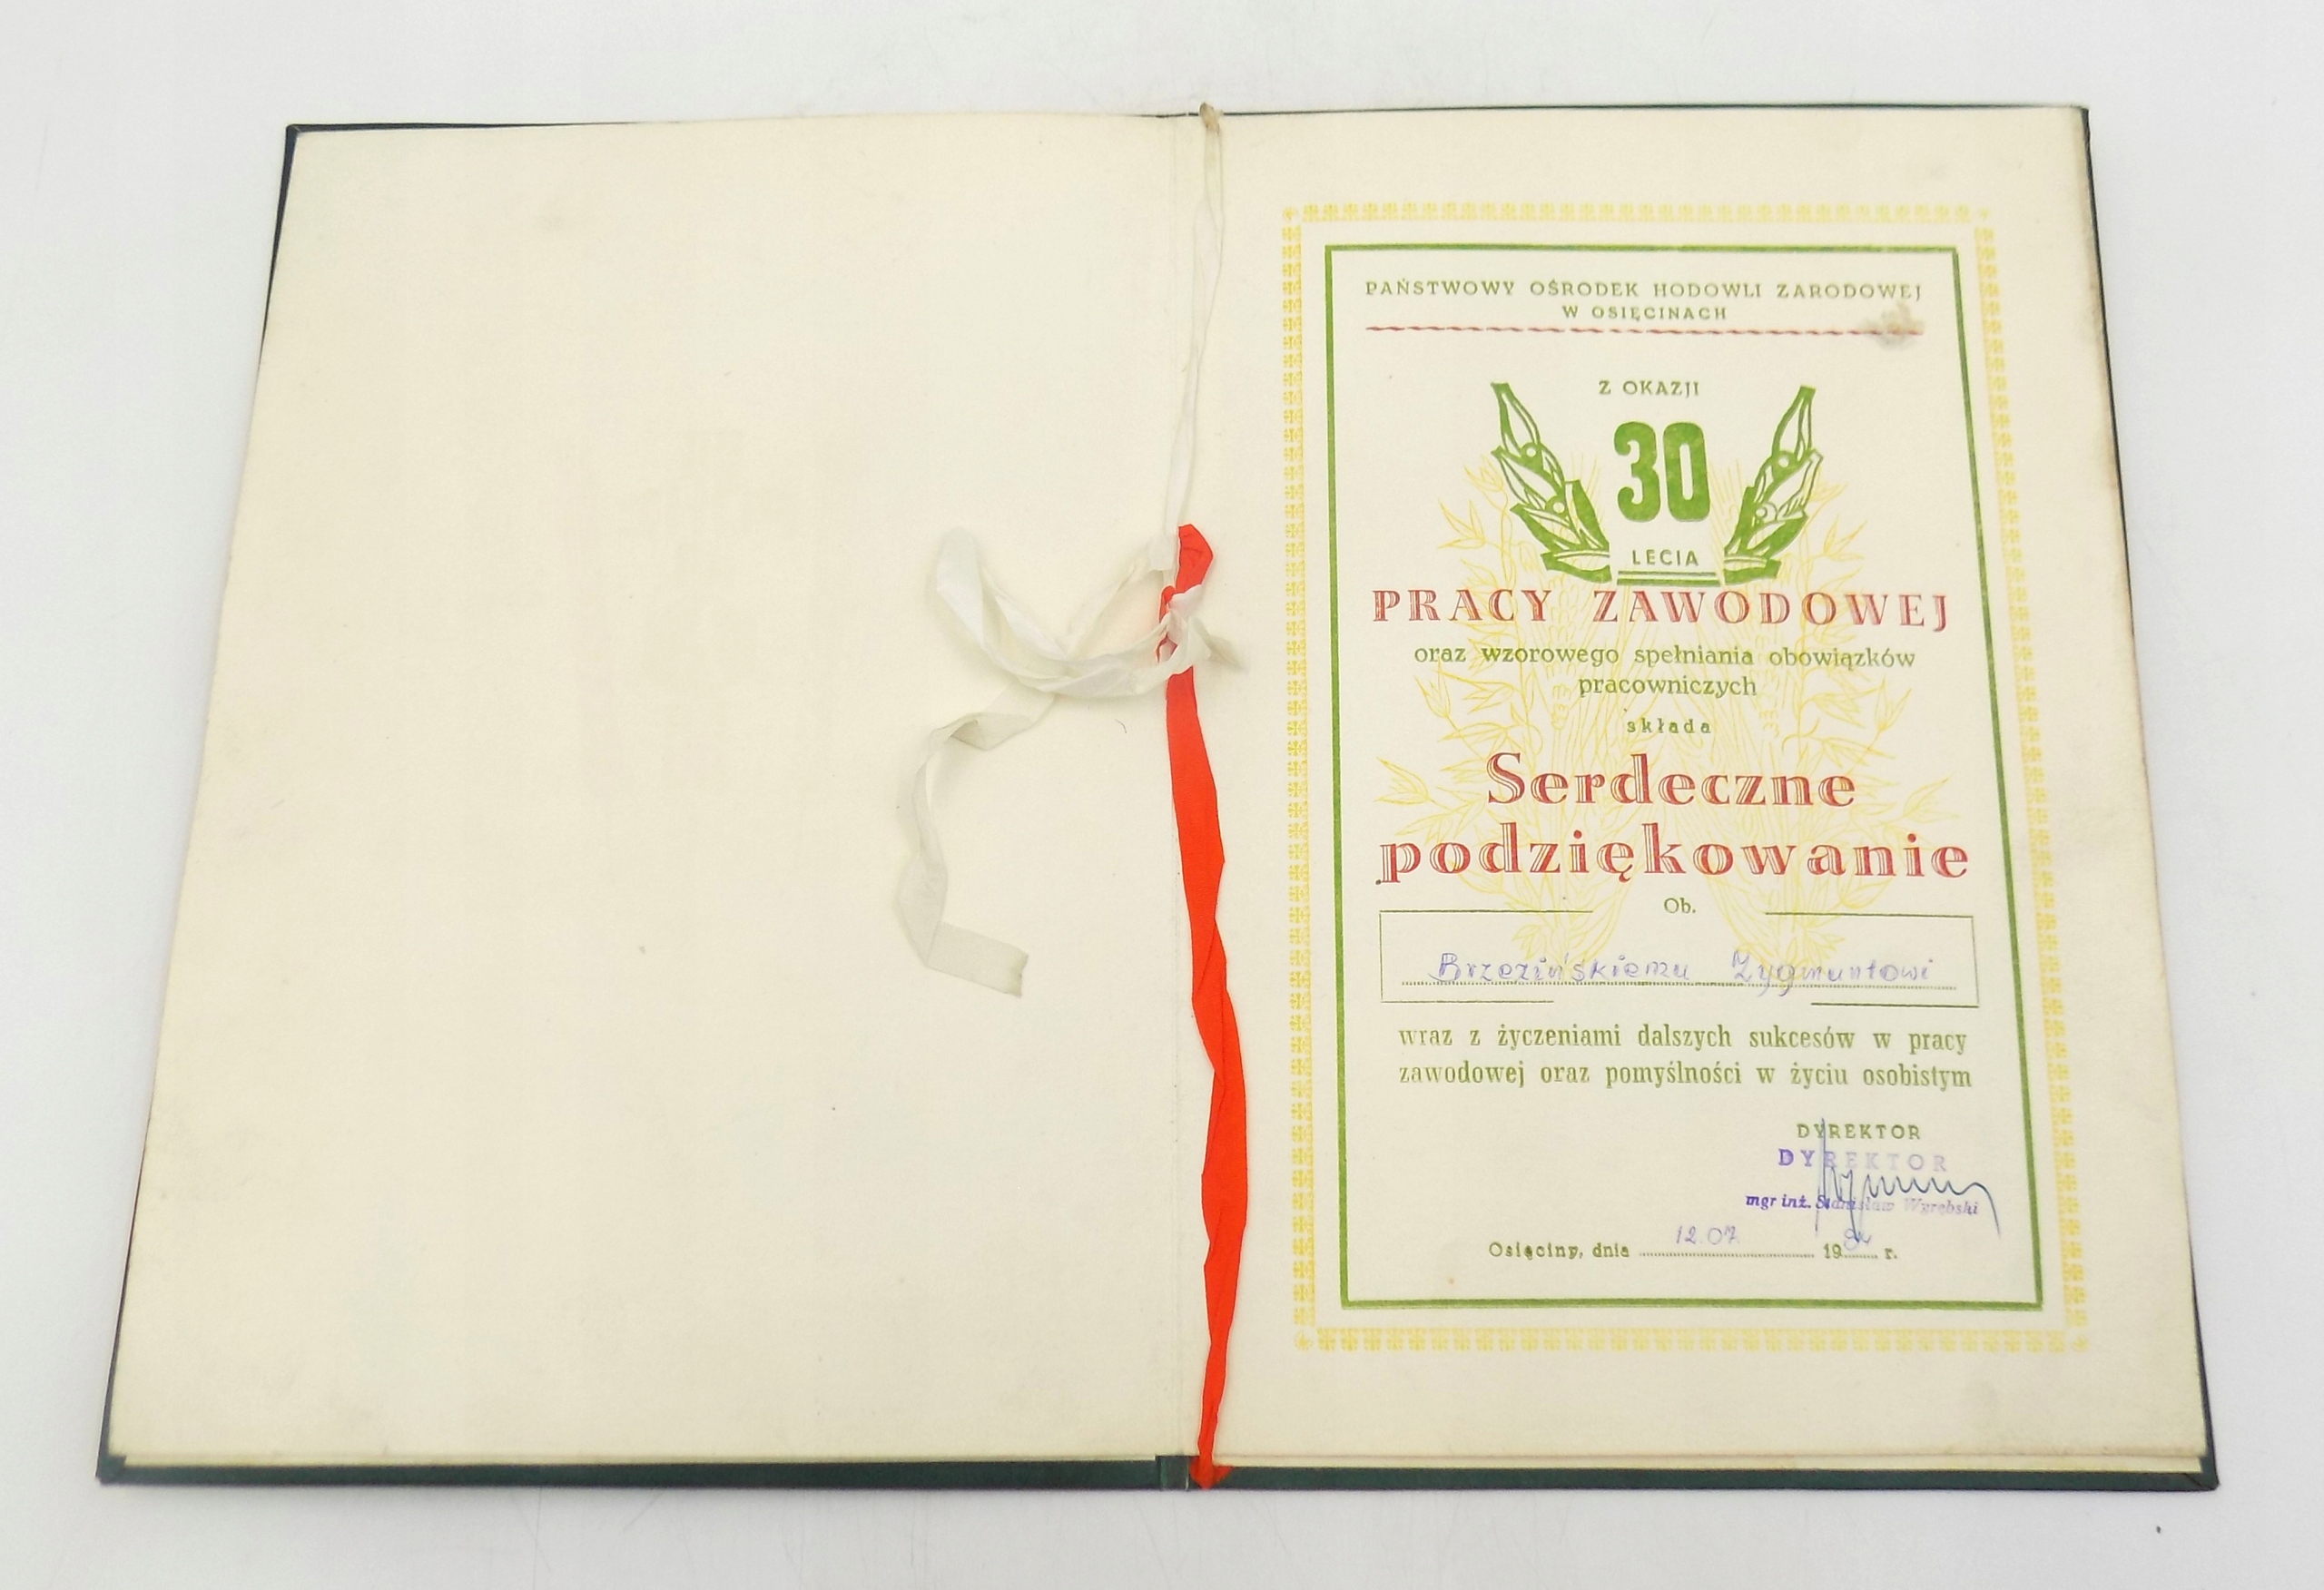 PAŃSTWOWY OŚRODEK HODOWLI ZARODOWEJ
W OSIĘCINACH
Z OKAZJI
30
LECIA
PRACY ZAWODOWEJ
oraz wzorowego spełniania obowiązków
pracowniczych
składa
Serdeczne
podziękowanie
Ob.
Brzezińskiemu Zygmuntowi
wraz z życzeniami dalszych sukcesów w pracy
zawodowej oraz pomyślności w życiu osobistym
DYREKTOR
DYREKTOR
mgr inż. Stanisław Wyrębski
Osięciny, dnia 12.07. 19 r.